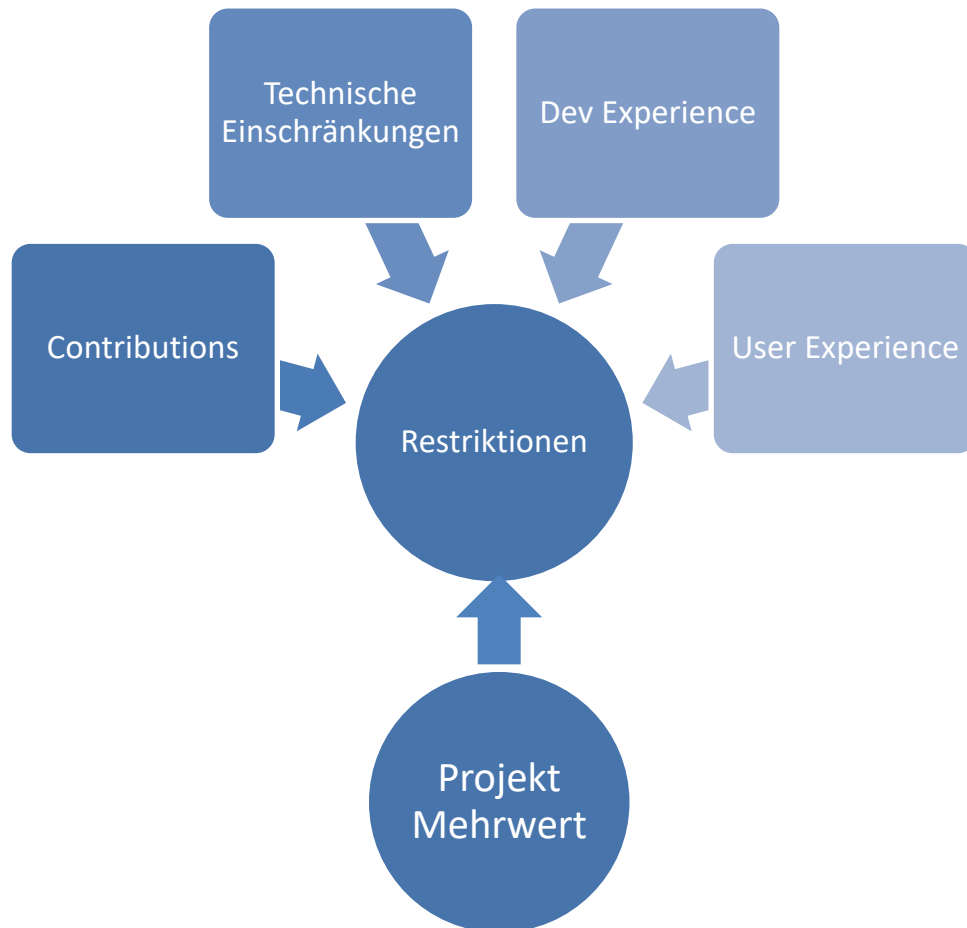 Technische
Einschränkungen
Dev Experience
Contributions
User Experience
Restriktionen
Projekt
Mehrwert